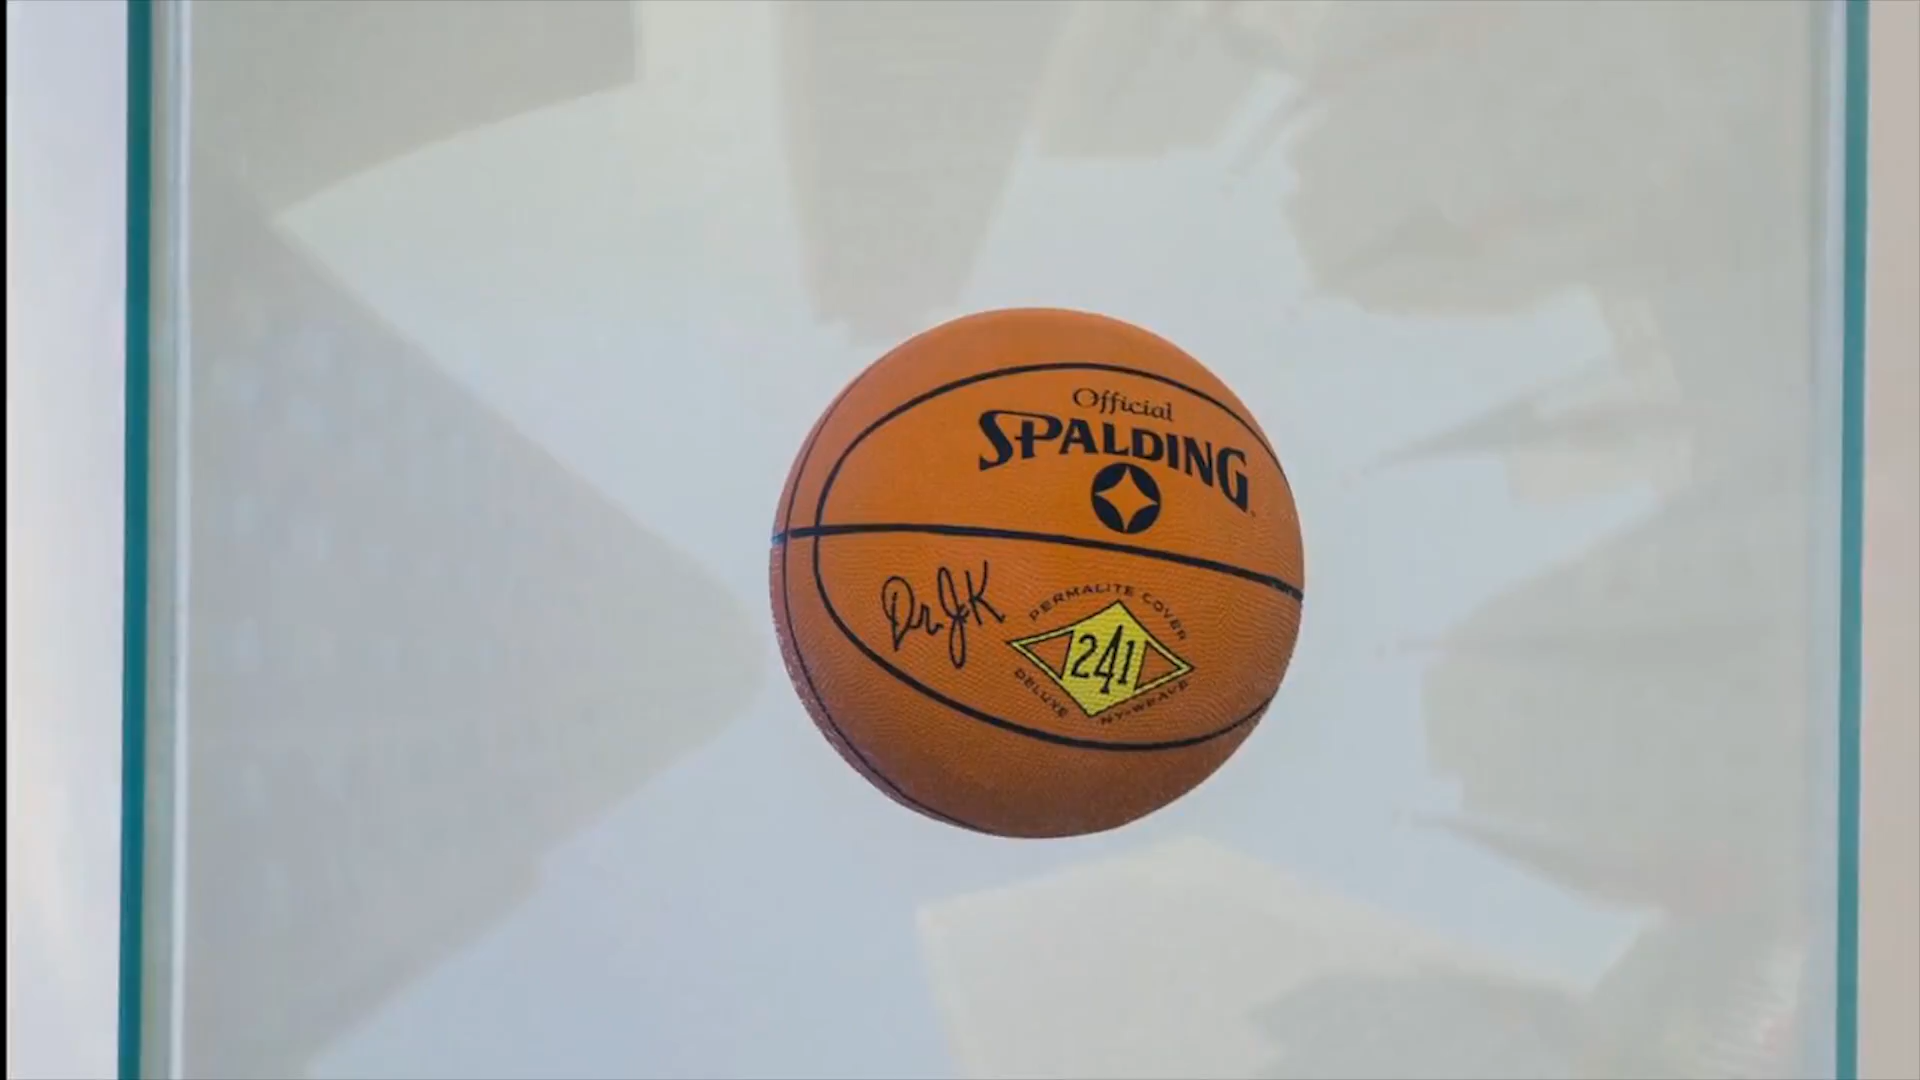 Official
SPALDING
Dr. JK
PERMALITE COVER
241
DELUXE NY-WEAVE